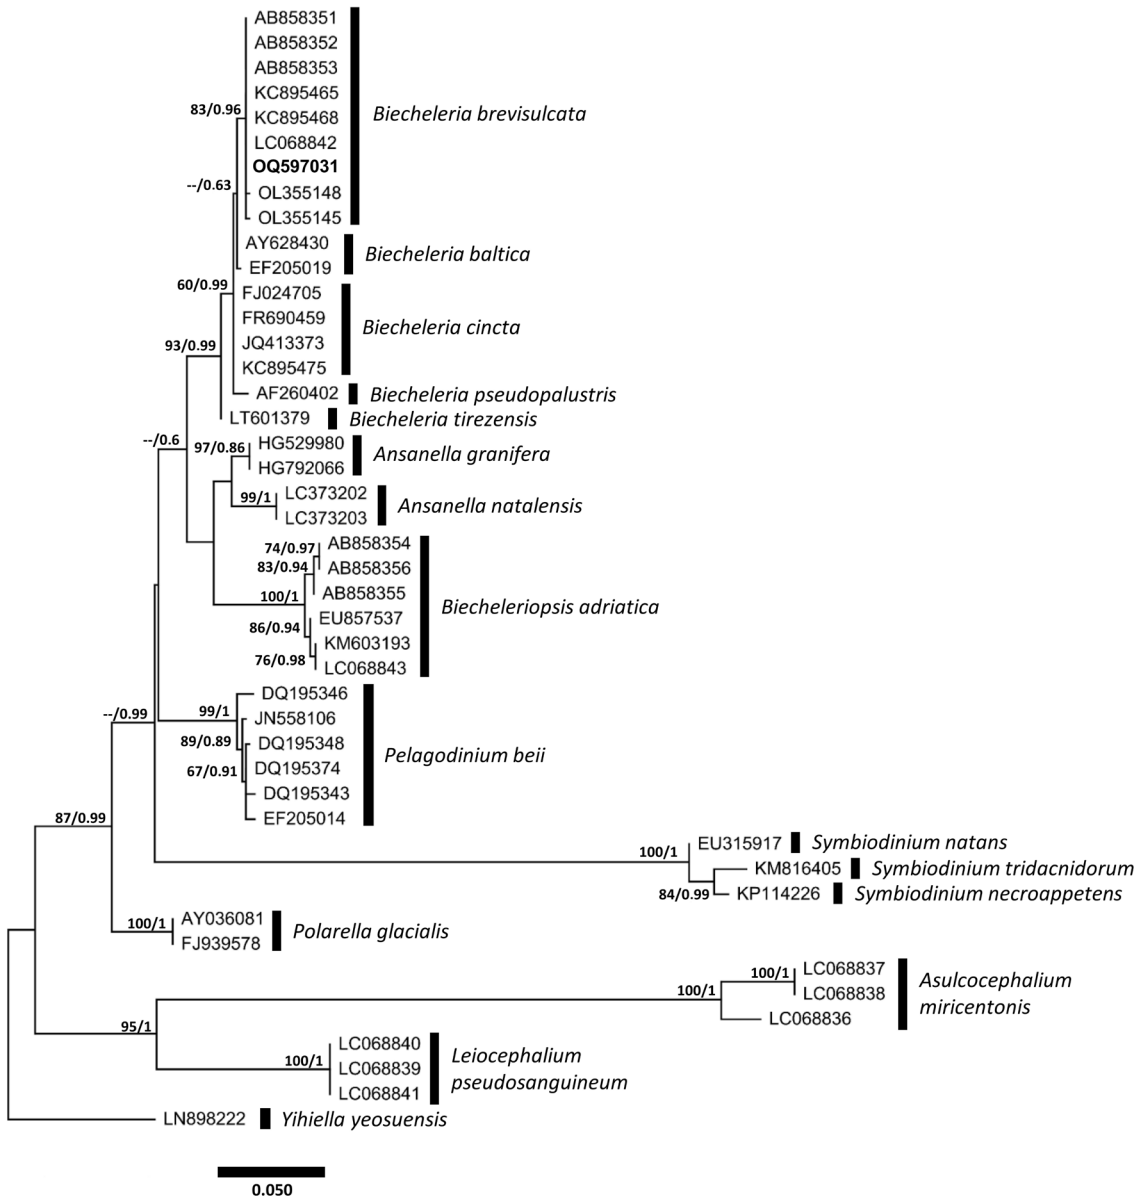 AB858351
AB858352
AB858353
KC895465
83/0.96
KC895468
Biecheleria brevisulcata
LC068842
OQ597031
--/0.63
OL355148
OL355145
AY628430
Biecheleria baltica
EF205019
60/0.99
FJ024705
FR690459
Biecheleria cincta
93/0.99
JQ413373
KC895475
AF260402
Biecheleria pseudopalustris
LT601379
Biecheleria tirezensis
--/0.6
97/0.86
HG529980
Ansanella granifera
HG792066
99/1
LC373202
Ansanella natalensis
LC373203
74/0.97
AB858354
83/0.94
AB858356
100/1
AB858355
Biecheleriopsis adriatica
EU857537
86/0.94
KM603193
76/0.98
LC068843
DQ195346
--/0.99
99/1
JN558106
89/0.89
DQ195348
Pelagodinium beii
67/0.91
DQ195374
DQ195343
87/0.99
EF205014
100/1
EU315917
Symbiodinium natans
KM816405
Symbiodinium tridacnidorum
84/0.99
KP114226
Symbiodinium necroappetens
100/1
AY036081
Polarella glacialis
FJ939578
100/1
LC068837
100/1
LC068838
Asulcocephalium
miricentonis
LC068836
95/1
LC068840
100/1
LC068839
Leiocephalium
pseudosanguineum
LC068841
LN898222
Yihiella yeosuensis
0.050